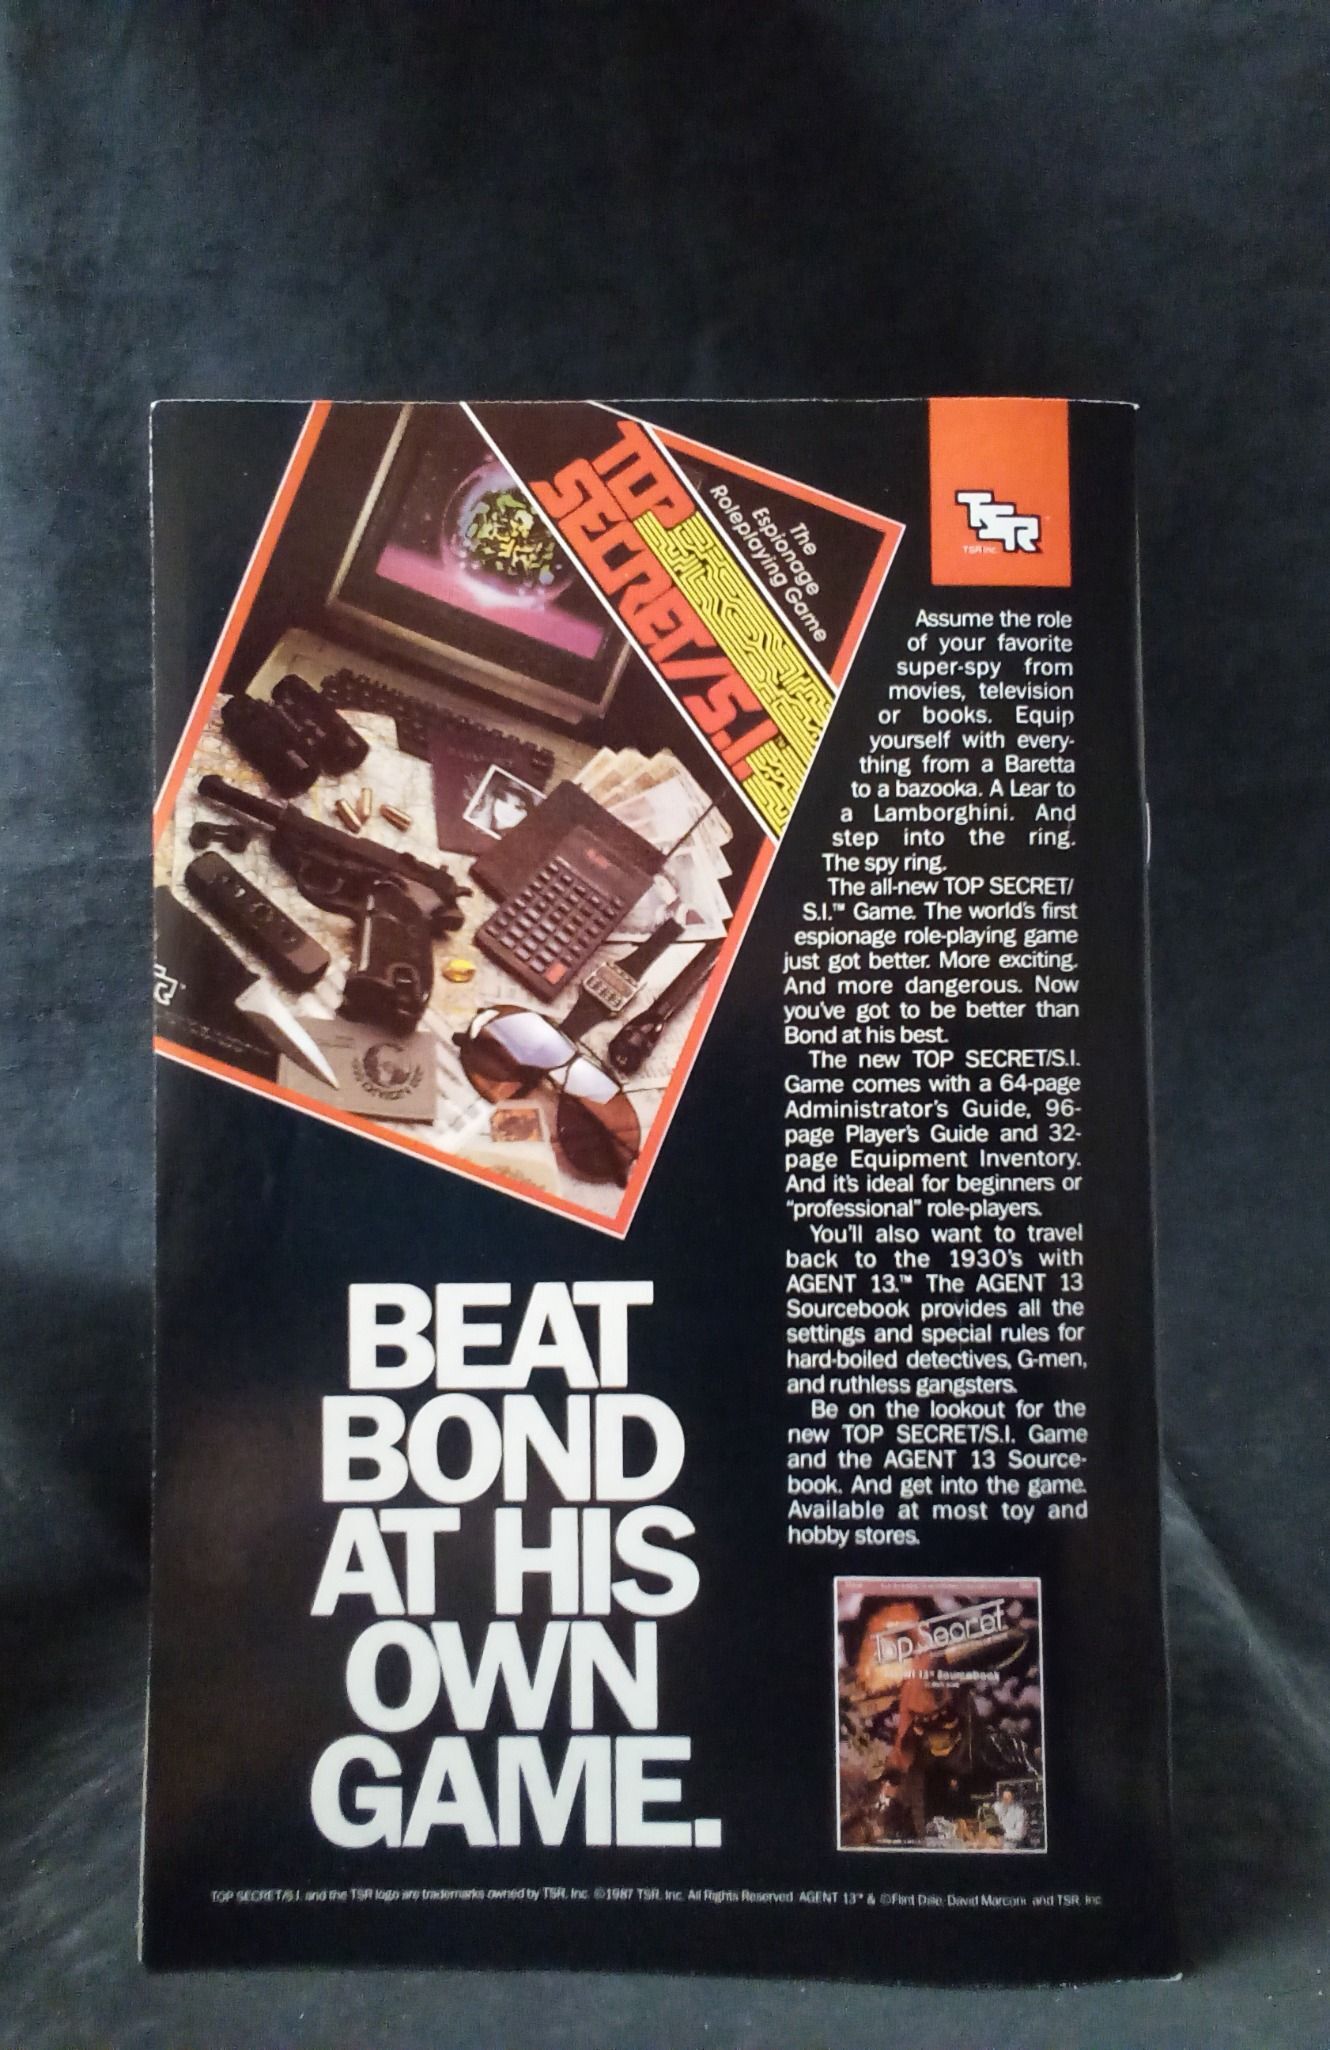 TOP
SECRET/S.I.
The
Espionage
Roleplaying Game
TSR
TSR Inc.
Assume the role
of your favorite
super-spy from
movies, television
or books. Equip
yourself with every-
thing from a Baretta
to a bazooka. A Lear to
a Lamborghini. And
step into the ring.
The spy ring.
The all-new TOP SECRET/
S.I.™ Game. The world's first
espionage role-playing game
just got better. More exciting.
And more dangerous. Now
you've got to be better than
Bond at his best.
The new TOP SECRET/S.I.
Game comes with a 64-page
Administrator's Guide, 96-
page Player's Guide and 32-
page Equipment Inventory.
And it's ideal for beginners or
"professional" role-players.
You'll also want to travel
back to the 1930's with
AGENT 13.™ The AGENT 13
Sourcebook provides all the
settings and special rules for
hard-boiled detectives, G-men,
and ruthless gangsters.
Be on the lookout for the
new TOP SECRET/S.I. Game
and the AGENT 13 Source-
book. And get into the game.
Available at most toy and
hobby stores.
BEAT
BOND
AT HIS
OWN
GAME.
Top Secret
13™ Sourcebook
TOP SECRET/S.I. and the TSR logo are trademarks owned by TSR, Inc. ©1987 TSR, Inc. All Rights Reserved. AGENT 13™ & ©Flint Dille, David Marconi, and TSR, Inc.